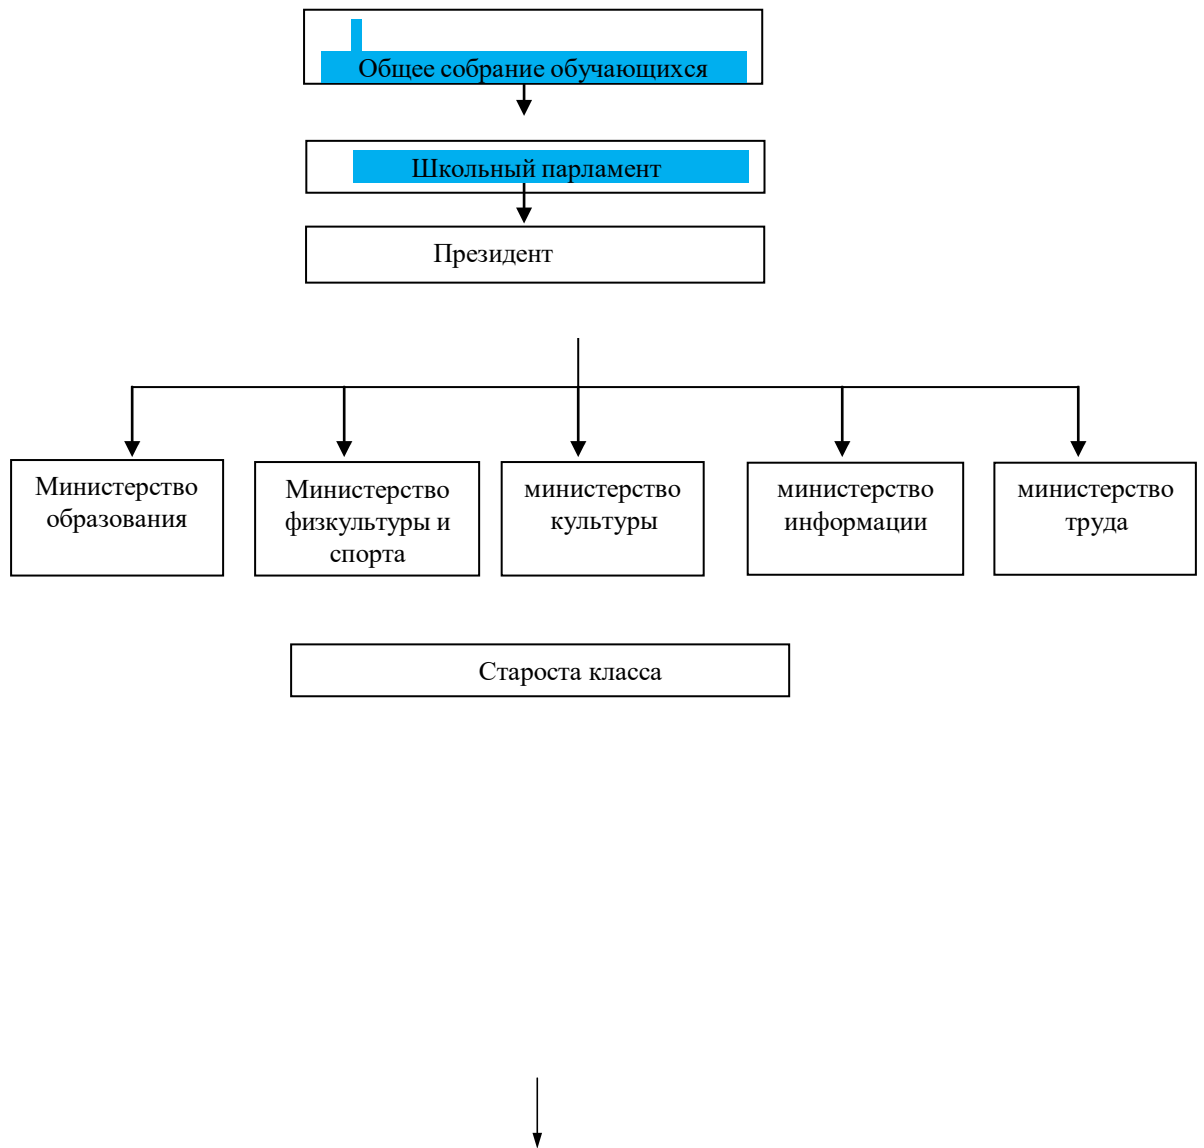 Общее собрание обучающихся
Школьный парламент
Президент
Министерство
образования
Министерство
физкультуры и
спорта
министерство
культуры
министерство
информации
министерство
труда
Староста класса